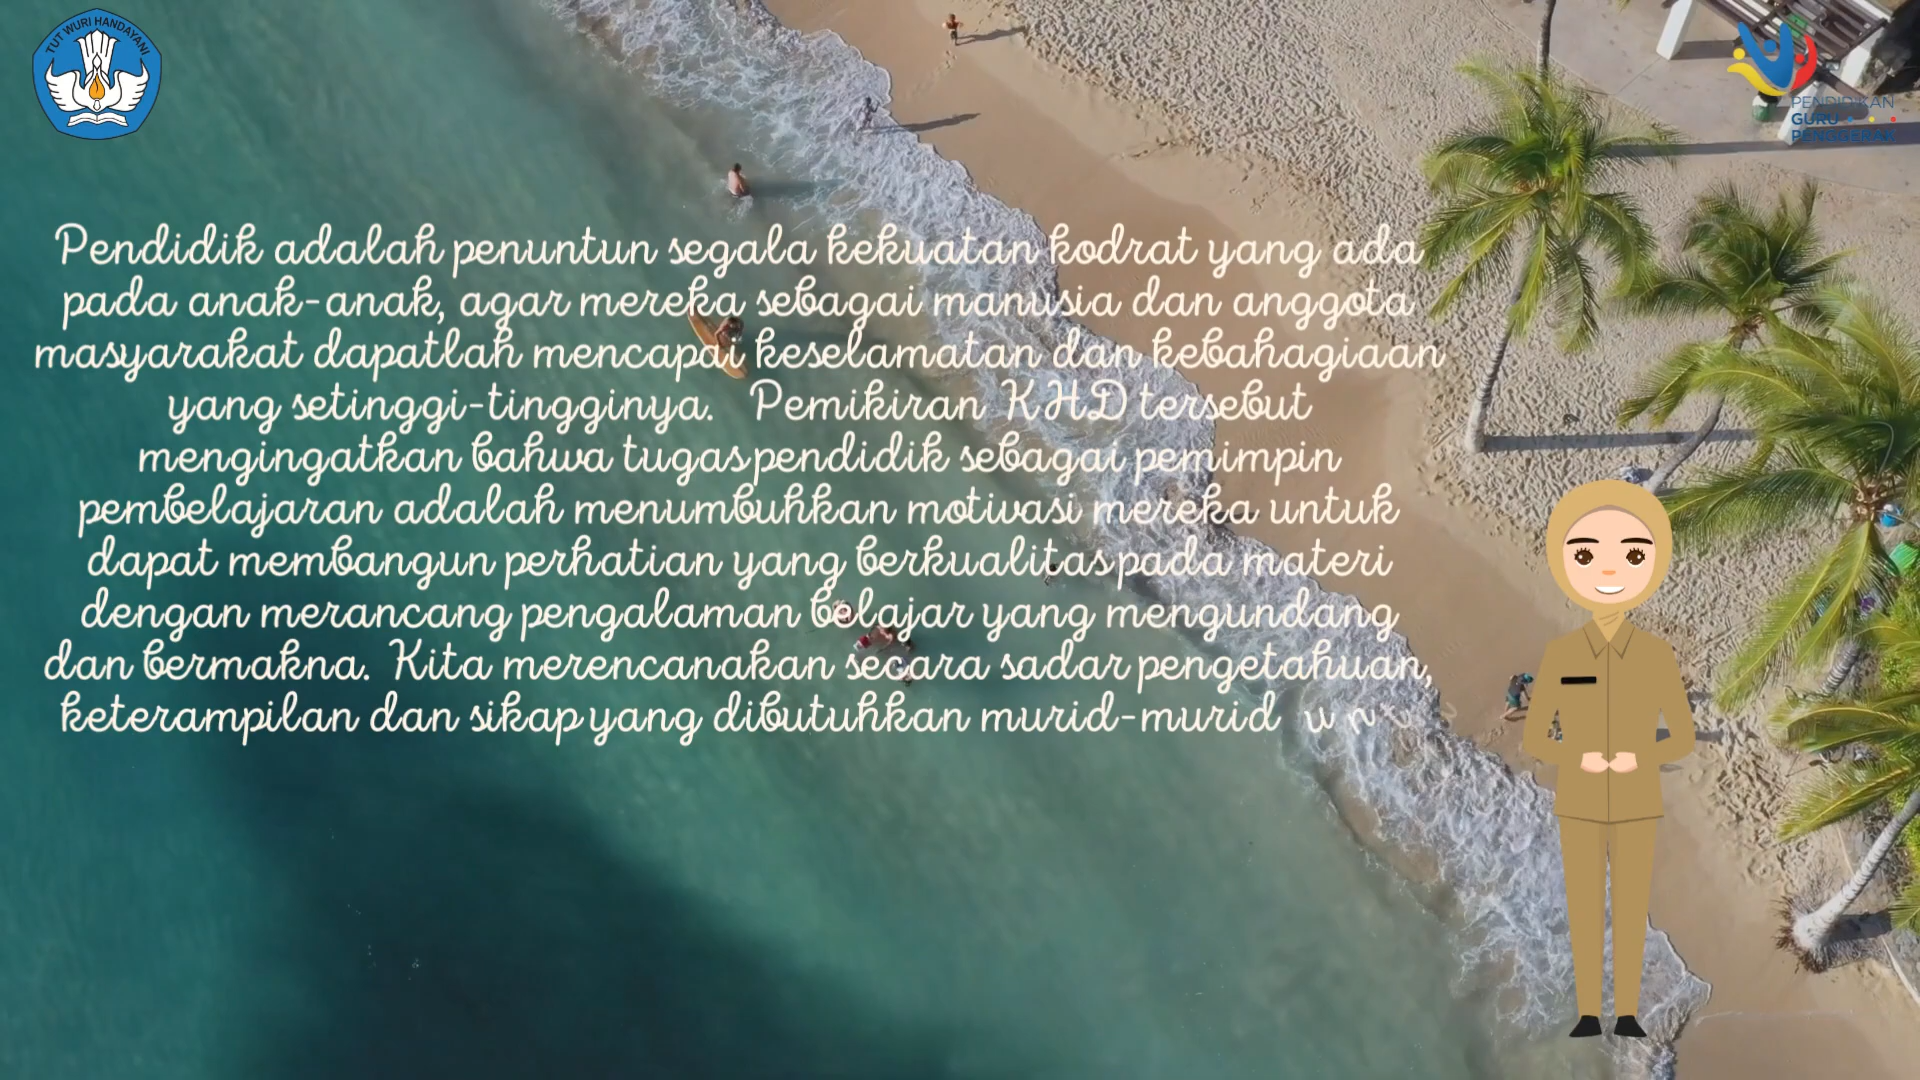 TUT WURI HANDAYANI
PENDIDIKAN
GURU
PENGGERAK
Pendidik adalah penuntun segala kekuatan kodrat yang ada
pada anak-anak, agar mereka sebagai manusia dan anggota
masyarakat dapatlah mencapai keselamatan dan kebahagiaan
yang setinggi-tingginya. Pemikiran KHD tersebut
mengingatkan bahwa tugas pendidik sebagai pemimpin
pembelajaran adalah menumbuhkan motivasi mereka untuk
dapat membangun perhatian yang berkualitas pada materi
dengan merancang pengalaman belajar yang mengundang
dan bermakna. Kita merencanakan secara sadar pengetahuan,
keterampilan dan sikap yang dibutuhkan murid-murid